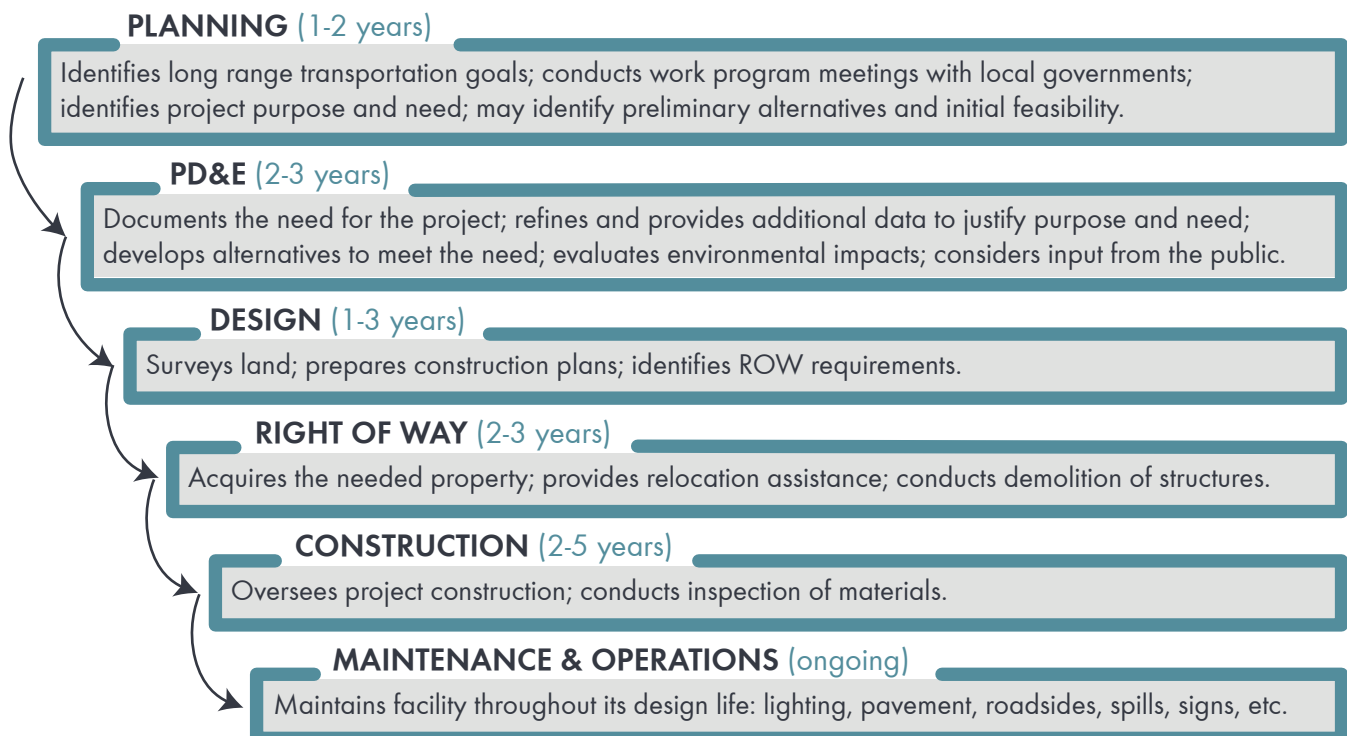 PLANNING (1-2 years)
Identifies long range transportation goals; conducts work program meetings with local governments;
identifies project purpose and need; may identify preliminary alternatives and initial feasibility.
PD&E (2-3 years)
Documents the need for the project; refines and provides additional data to justify purpose and need;
develops alternatives to meet the need; evaluates environmental impacts; considers input from the public.
DESIGN (1-3 years)
Surveys land; prepares construction plans; identifies ROW requirements.
RIGHT OF WAY (2-3 years)
Acquires the needed property; provides relocation assistance; conducts demolition of structures.
CONSTRUCTION (2-5 years)
Oversees project construction; conducts inspection of materials.
MAINTENANCE & OPERATIONS (ongoing)
Maintains facility throughout its design life: lighting, pavement, roadsides, spills, signs, etc.